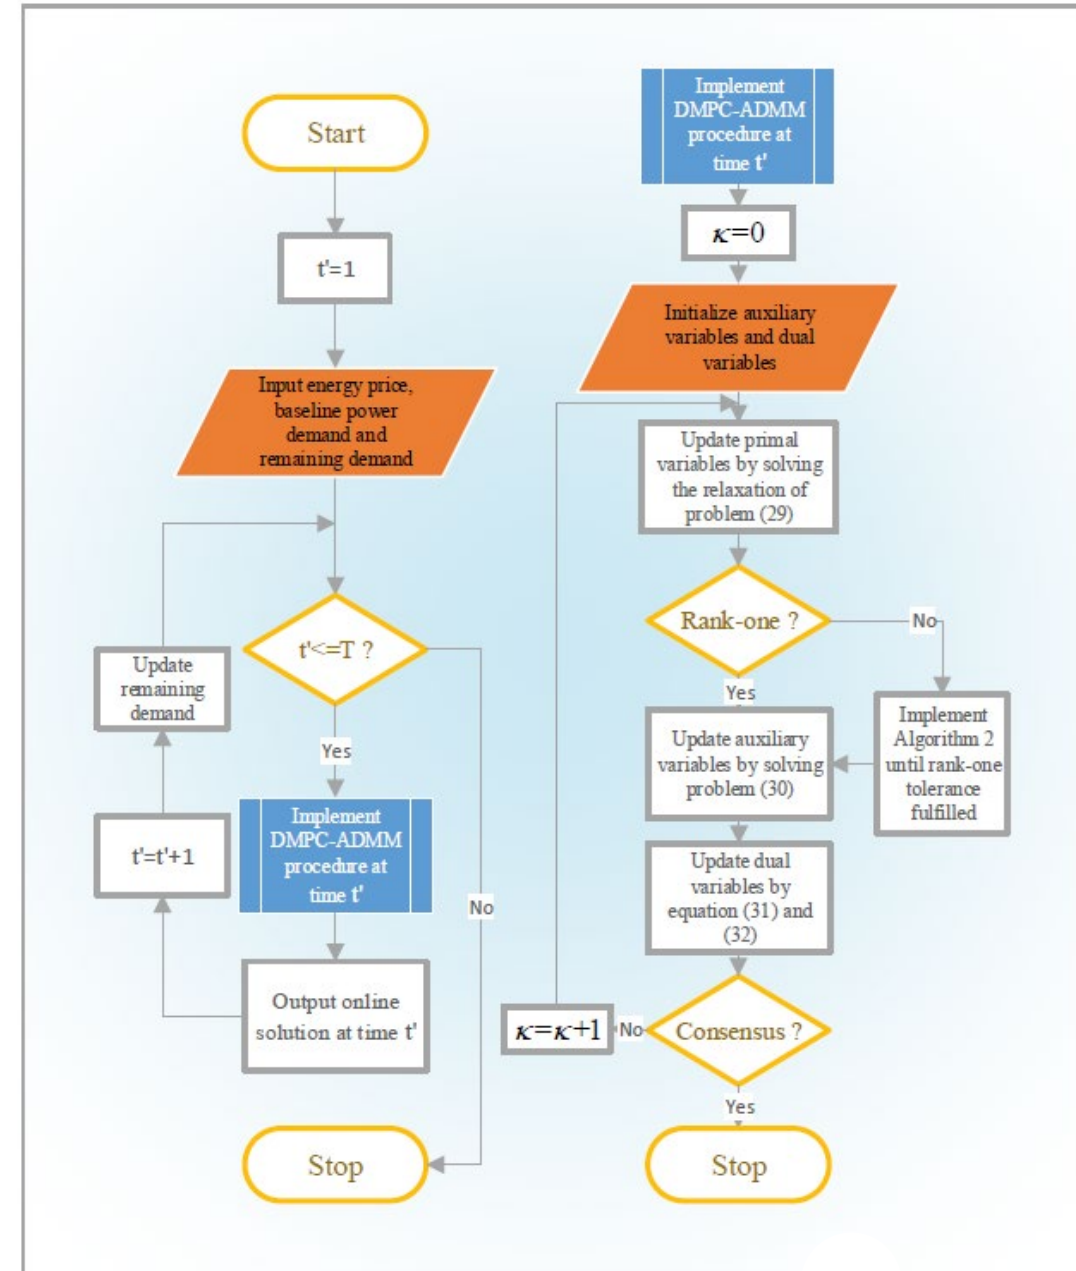 Start
t'=1
Input energy price,
baseline power
demand and
remaining demand
t'<=T ?
Yes
No
Implement
DMPC-ADMM
procedure at
time t'
Output online
solution at time t'
t'=t'+1
Update
remaining
demand
Stop
Implement
DMPC-ADMM
procedure at
time t'
κ=0
Initialize auxiliary
variables and dual
variables
Update primal
variables by solving
the relaxation of
problem (29)
Rank-one ?
No
Yes
Implement
Algorithm 2
until rank-one
tolerance
fulfilled
Update auxiliary
variables by solving
problem (30)
Update dual
variables by
equation (31) and
(32)
Consensus ?
No
κ=κ+1
Yes
Stop